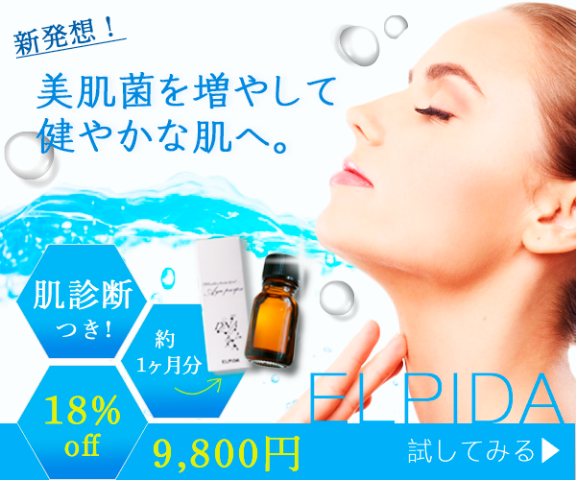 新発想！
美肌菌を増やして
健やかな肌へ。
肌診断
つき！
約
1ヶ月分
DNA
ELPIDA
ELPIDA
18%
off
9,800円
試してみる▶